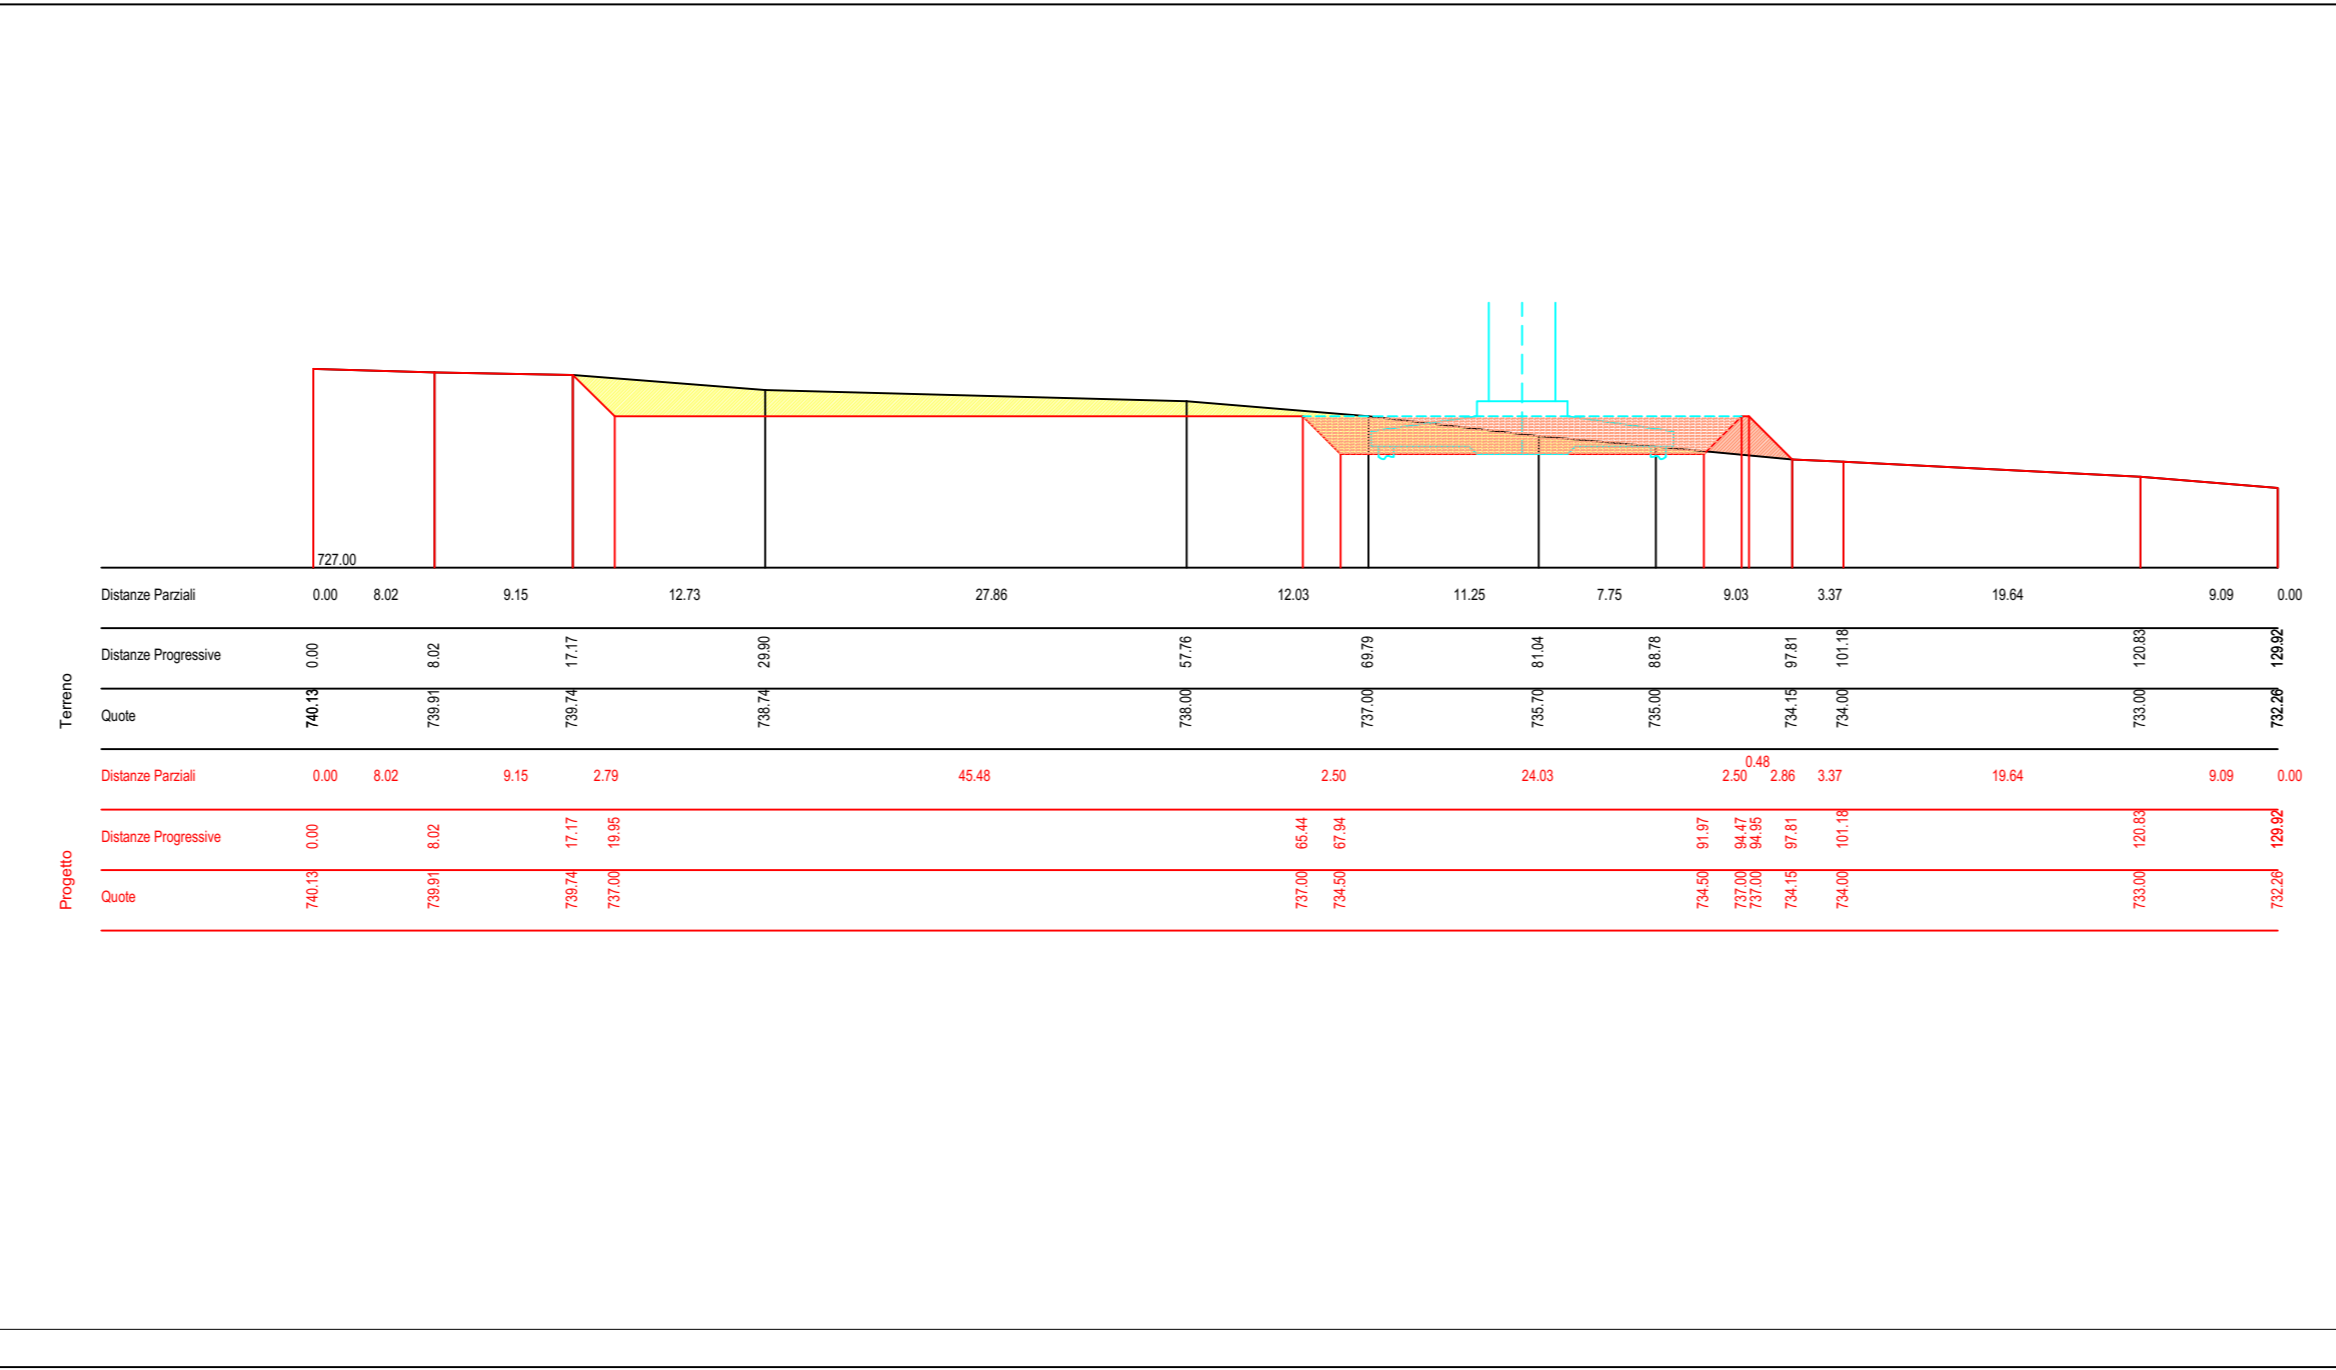 727.00
Distanze Parziali 0.00 8.02 9.15 12.73 27.86 12.03 11.25 7.75 9.03 3.37 19.64 9.09 0.00
Distanze Progressive 0.00 8.02 17.17 29.90 57.76 69.79 81.04 88.78 97.81 101.18 120.83 129.92
Terreno
Quote 740.13 739.91 739.74 738.74 738.00 737.00 735.70 735.00 734.15 734.00 733.00 732.26
Distanze Parziali 0.00 8.02 9.15 2.79 45.48 2.50 24.03 2.50 0.48 2.86 3.37 19.64 9.09 0.00
Distanze Progressive 0.00 8.02 17.17 19.95 65.44 67.94 91.97 94.47 94.95 97.81 101.18 120.83 129.92
Progetto
Quote 740.13 739.91 739.74 737.00 737.00 734.50 734.50 737.00 737.00 734.15 734.00 733.00 732.26